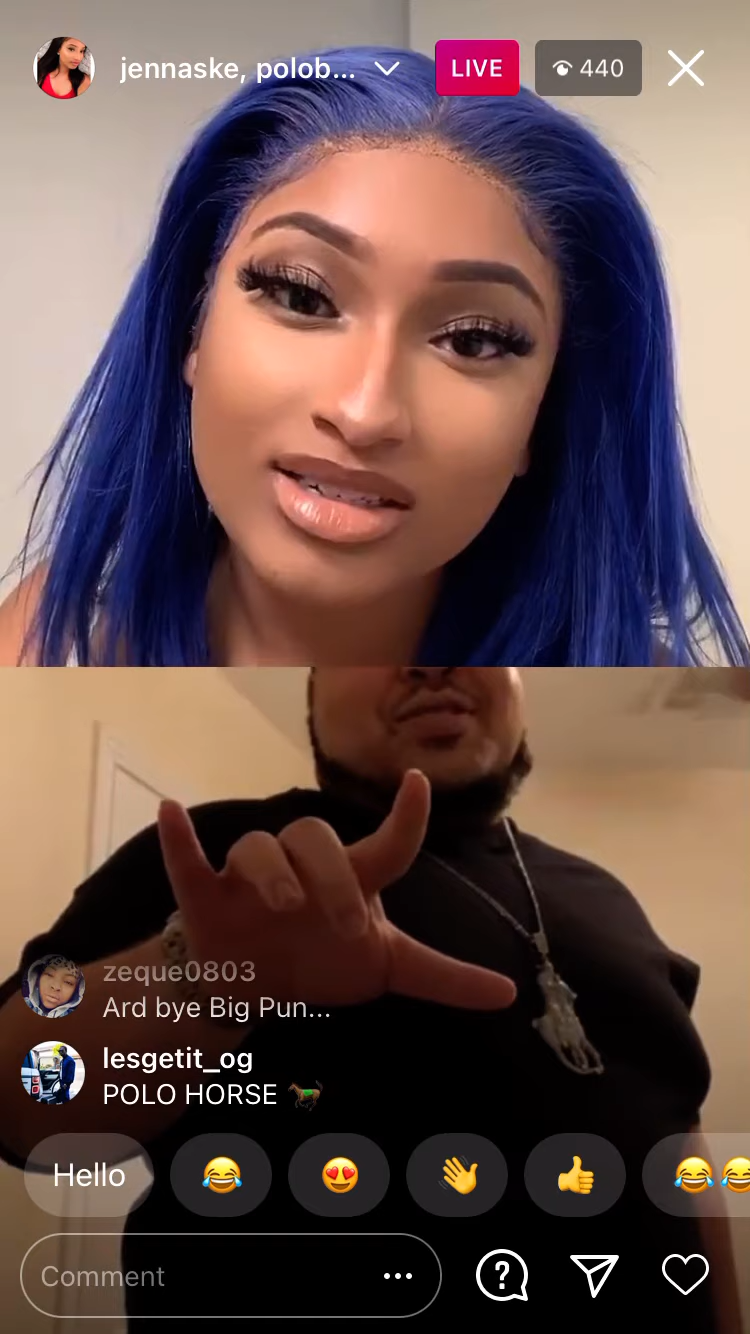 jennaske, polob...
LIVE
440
zeque0803
Ard bye Big Pun...
lesgetit_og
POLO HORSE 🐎
Hello
Comment